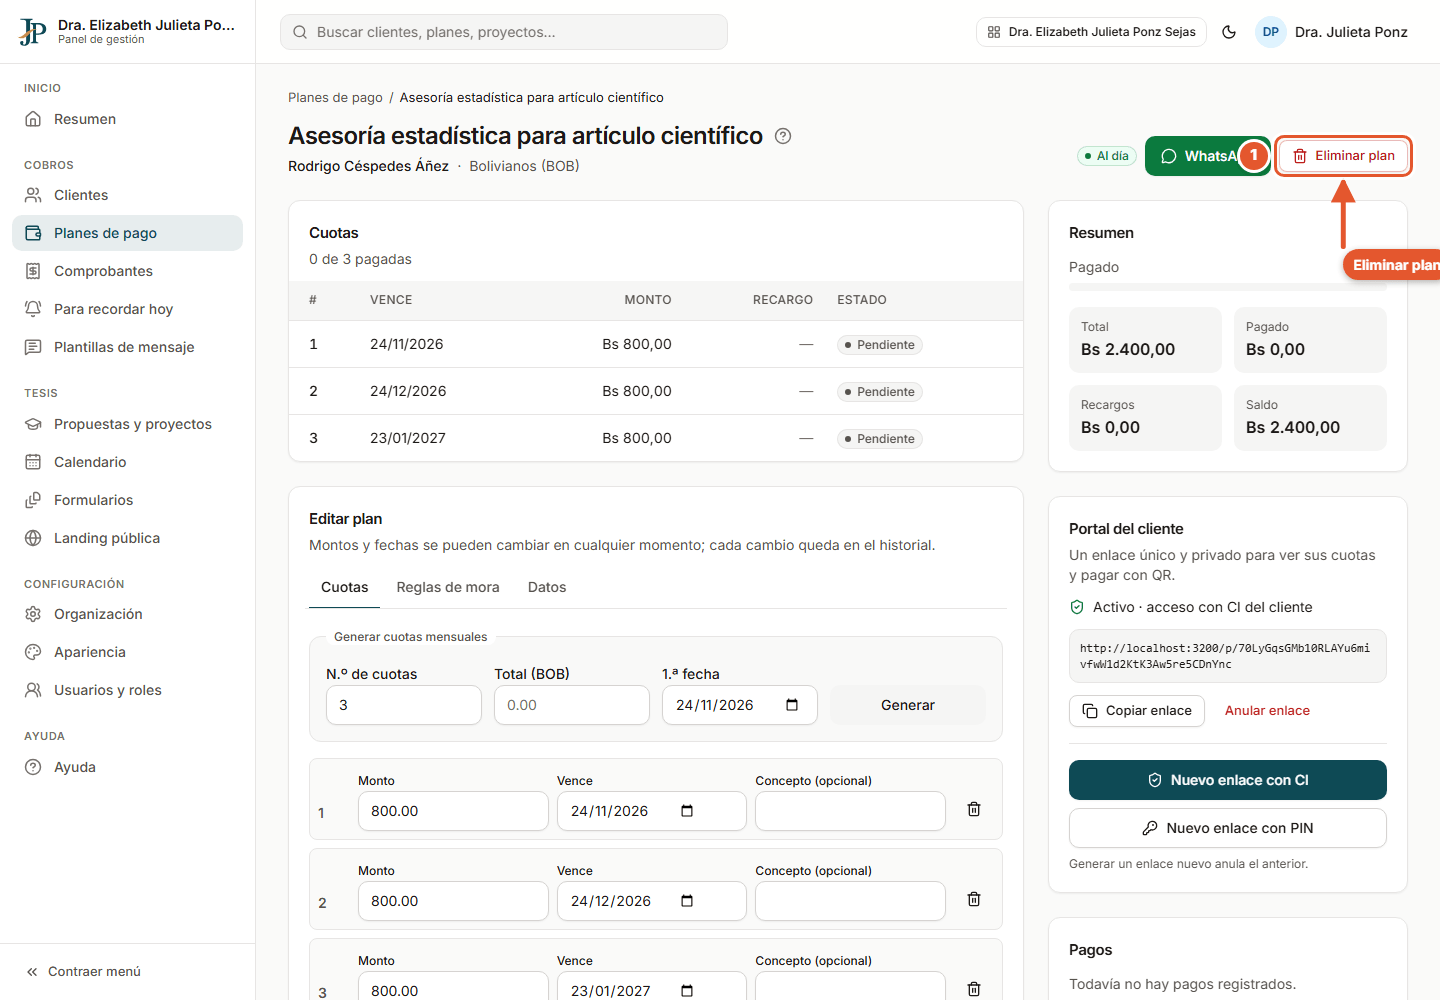 Dra. Elizabeth Julieta Po...
Panel de gestión
Buscar clientes, planes, proyectos...
Dra. Elizabeth Julieta Ponz Sejas
DP
Dra. Julieta Ponz
INICIO
Resumen
COBROS
Clientes
Planes de pago
Comprobantes
Para recordar hoy
Plantillas de mensaje
TESIS
Propuestas y proyectos
Calendario
Formularios
Landing pública
CONFIGURACIÓN
Organización
Apariencia
Usuarios y roles
AYUDA
Ayuda
Contraer menú
Planes de pago / Asesoría estadística para artículo científico
Asesoría estadística para artículo científico
Rodrigo Céspedes Áñez · Bolivianos (BOB)
Al día
WhatsA
1
Eliminar plan
Eliminar plan
Cuotas
0 de 3 pagadas
# VENCE MONTO RECARGO ESTADO
1 24/11/2026 Bs 800,00 — Pendiente
2 24/12/2026 Bs 800,00 — Pendiente
3 23/01/2027 Bs 800,00 — Pendiente
Editar plan
Montos y fechas se pueden cambiar en cualquier momento; cada cambio queda en el historial.
Cuotas Reglas de mora Datos
Generar cuotas mensuales
N.º de cuotas Total (BOB) 1.ª fecha
3 0.00 24/11/2026 Generar
Monto Vence Concepto (opcional)
1 800.00 24/11/2026
Monto Vence Concepto (opcional)
2 800.00 24/12/2026
Monto Vence Concepto (opcional)
3 800.00 23/01/2027
Resumen
Pagado
Total Pagado
Bs 2.400,00 Bs 0,00
Recargos Saldo
Bs 0,00 Bs 2.400,00
Portal del cliente
Un enlace único y privado para ver sus cuotas
y pagar con QR.
Activo · acceso con CI del cliente
http://localhost:3200/p/70LyGqsGMb10RLAYu6mi
vfwW1d2KtK3Aw5re5CDnYnc
Copiar enlace Anular enlace
Nuevo enlace con CI
Nuevo enlace con PIN
Generar un enlace nuevo anula el anterior.
Pagos
Todavía no hay pagos registrados.